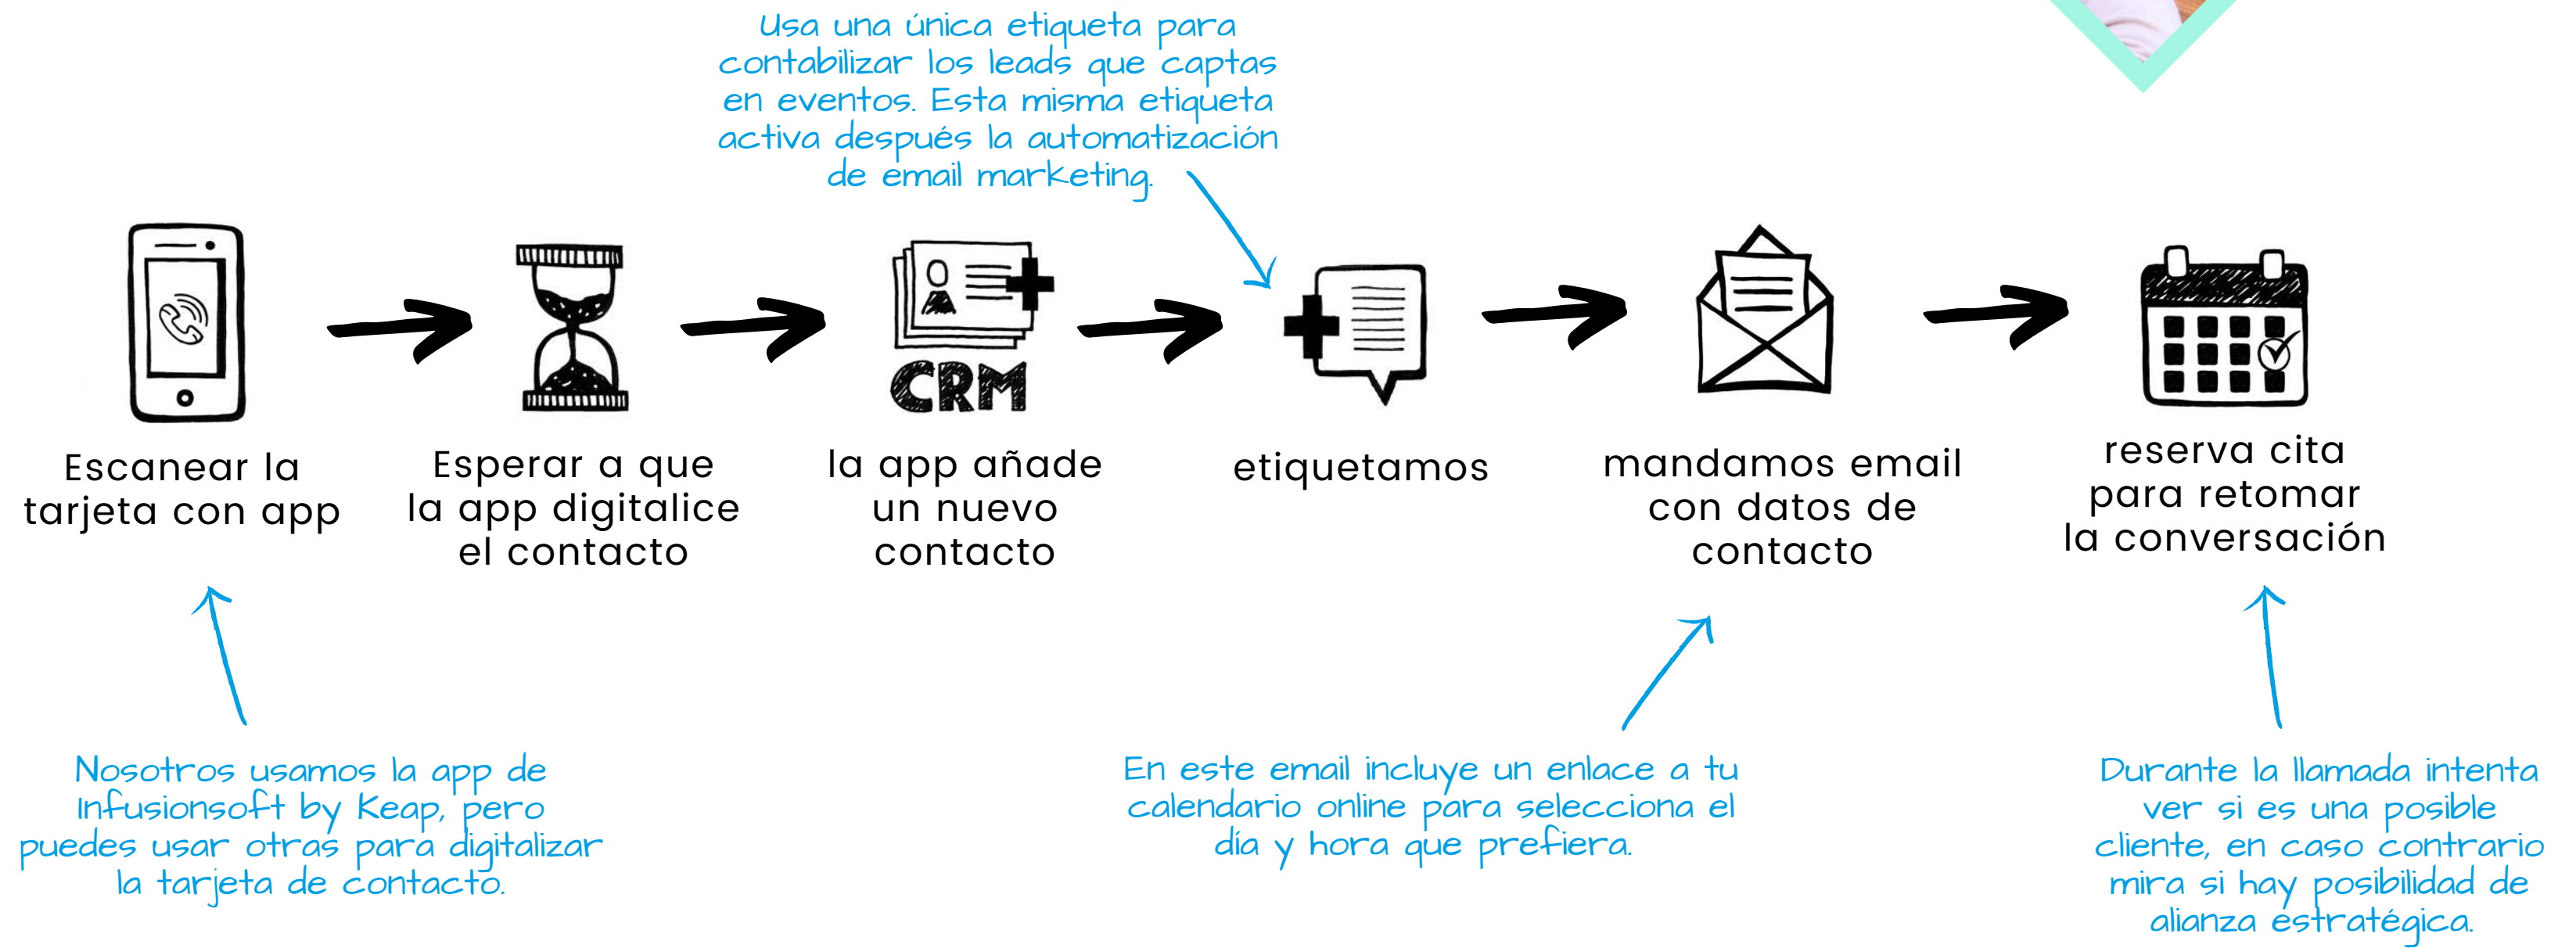 Usa una única etiqueta para
contabilizar los leads que captas
en eventos. Esta misma etiqueta
activa después la automatización
de email marketing.
CRM
Escanear la
tarjeta con app
Esperar a que
la app digitalice
el contacto
la app añade
un nuevo
contacto
etiquetamos
mandamos email
con datos de
contacto
reserva cita
para retomar
la conversación
Nosotros usamos la app de
Infusionsoft by Keap, pero
puedes usar otras para digitalizar
la tarjeta de contacto.
En este email incluye un enlace a tu
calendario online para selecciona el
día y hora que prefiera.
Durante la llamada intenta
ver si es una posible
cliente, en caso contrario
mira si hay posibilidad de
alianza estratégica.